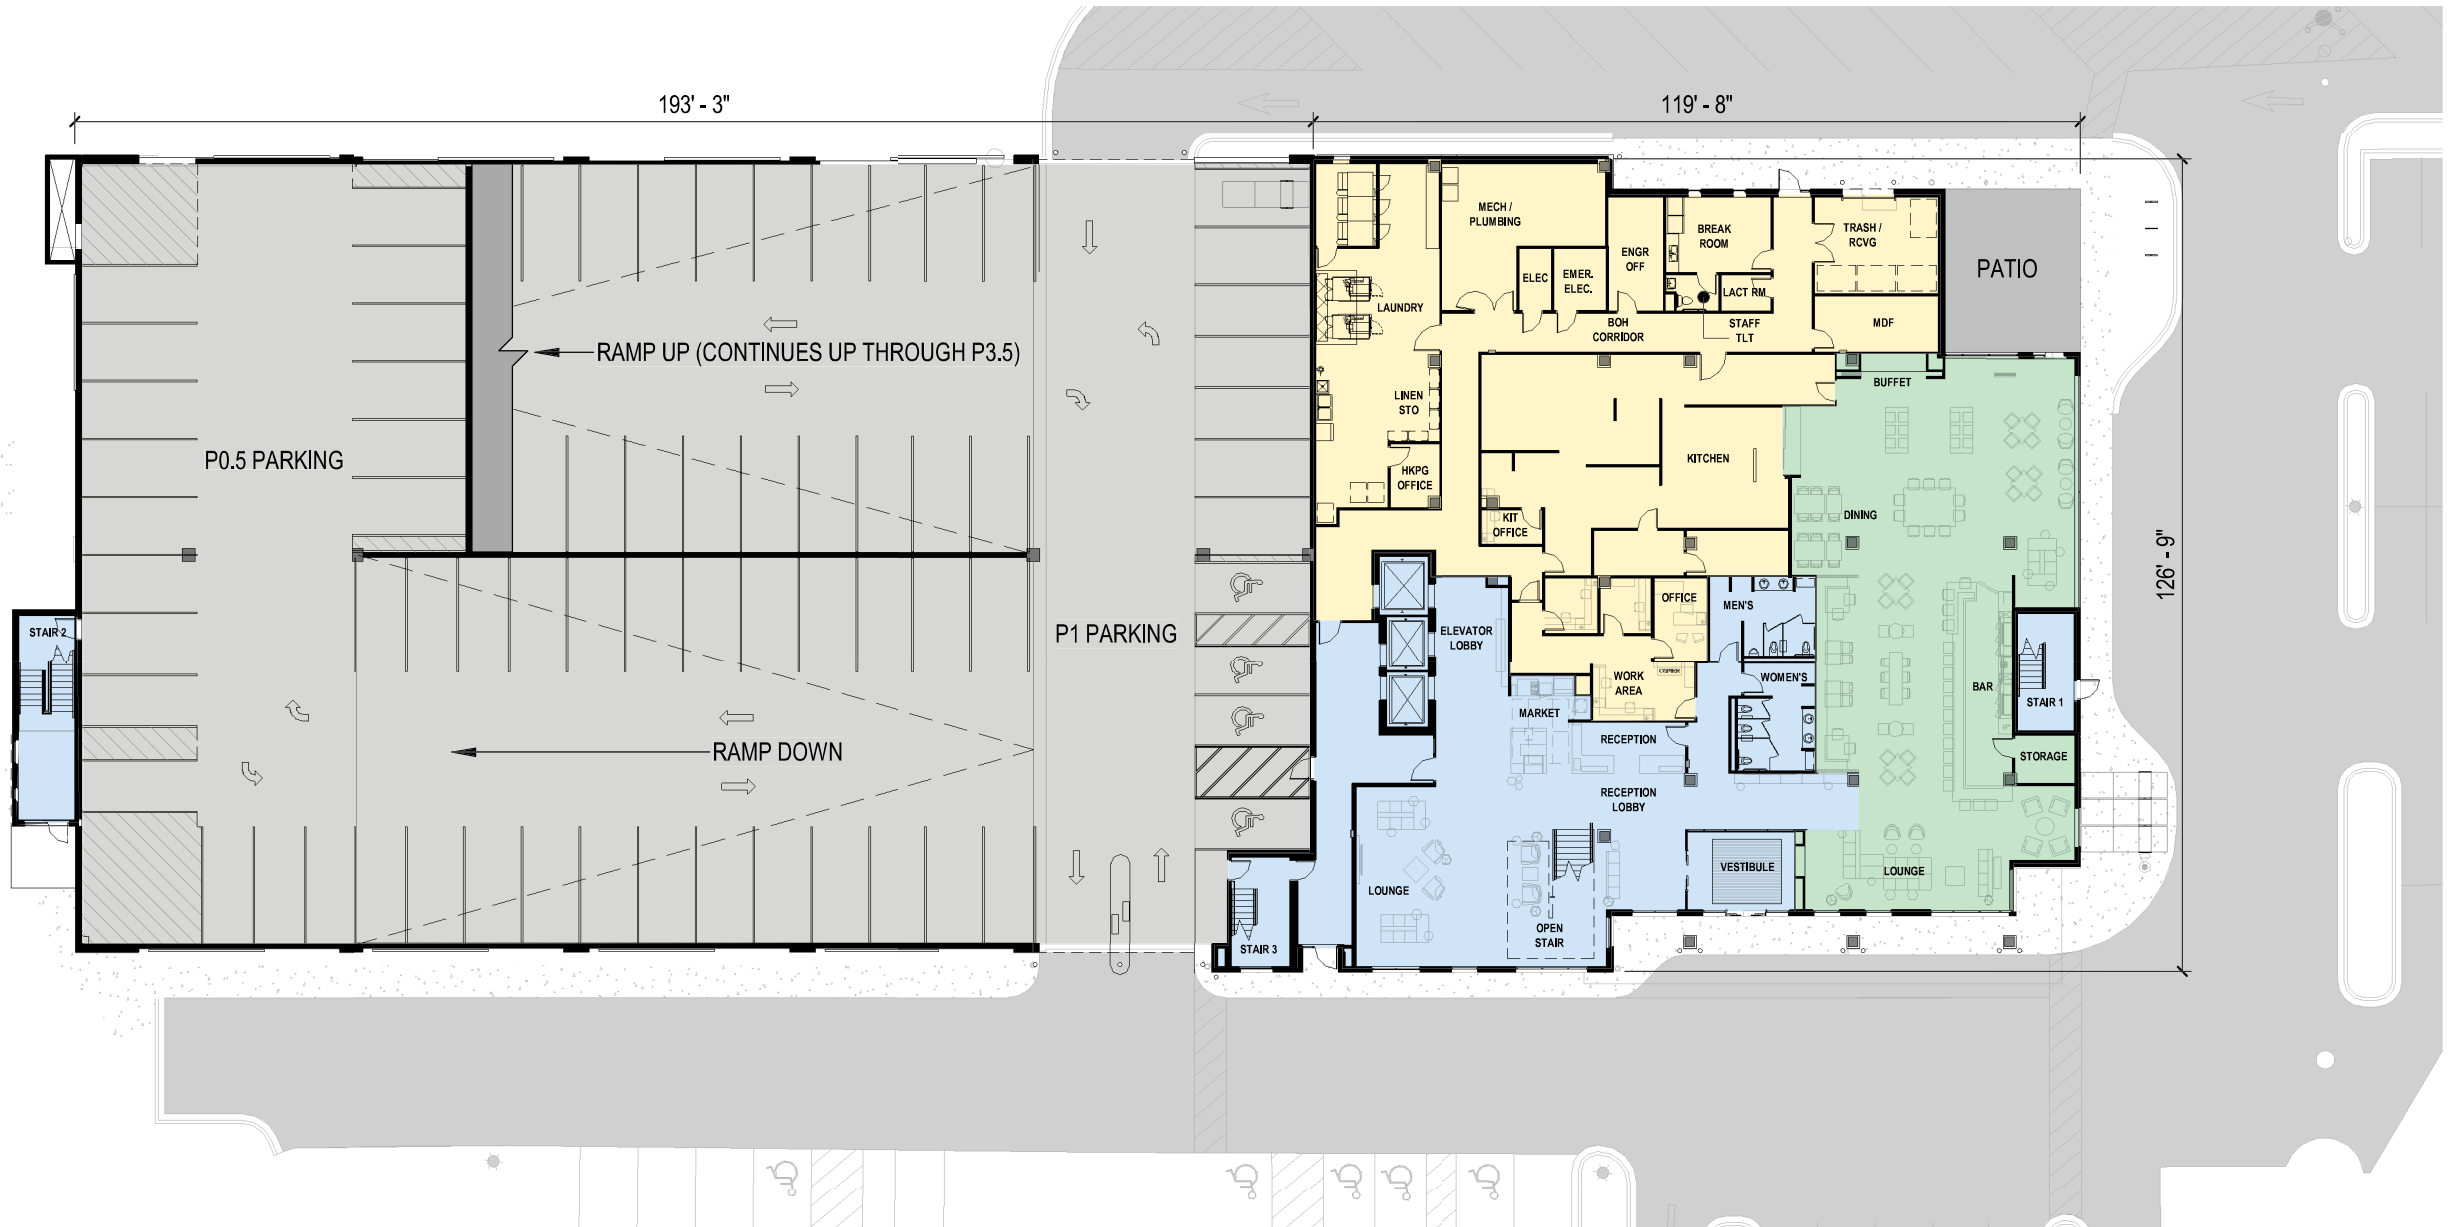 193' - 3"
119' - 8"
126' - 9"
MECH /
PLUMBING
ELEC
EMER.
ELEC.
ENGR
OFF
BREAK
ROOM
LACT RM
STAFF
TLT
TRASH /
RCVG
MDF
PATIO
LAUNDRY
BOH
CORRIDOR
RAMP UP (CONTINUES UP THROUGH P3.5)
LINEN
STO
HKPG
OFFICE
KIT
OFFICE
KITCHEN
BUFFET
DINING
P0.5 PARKING
P1 PARKING
STAIR 2
RAMP DOWN
ELEVATOR
LOBBY
OFFICE
MEN'S
WOMEN'S
WORK
AREA
COPIER
MARKET
RECEPTION
RECEPTION
LOBBY
BAR
STAIR 1
STORAGE
LOUNGE
OPEN
STAIR
VESTIBULE
LOUNGE
STAIR 3